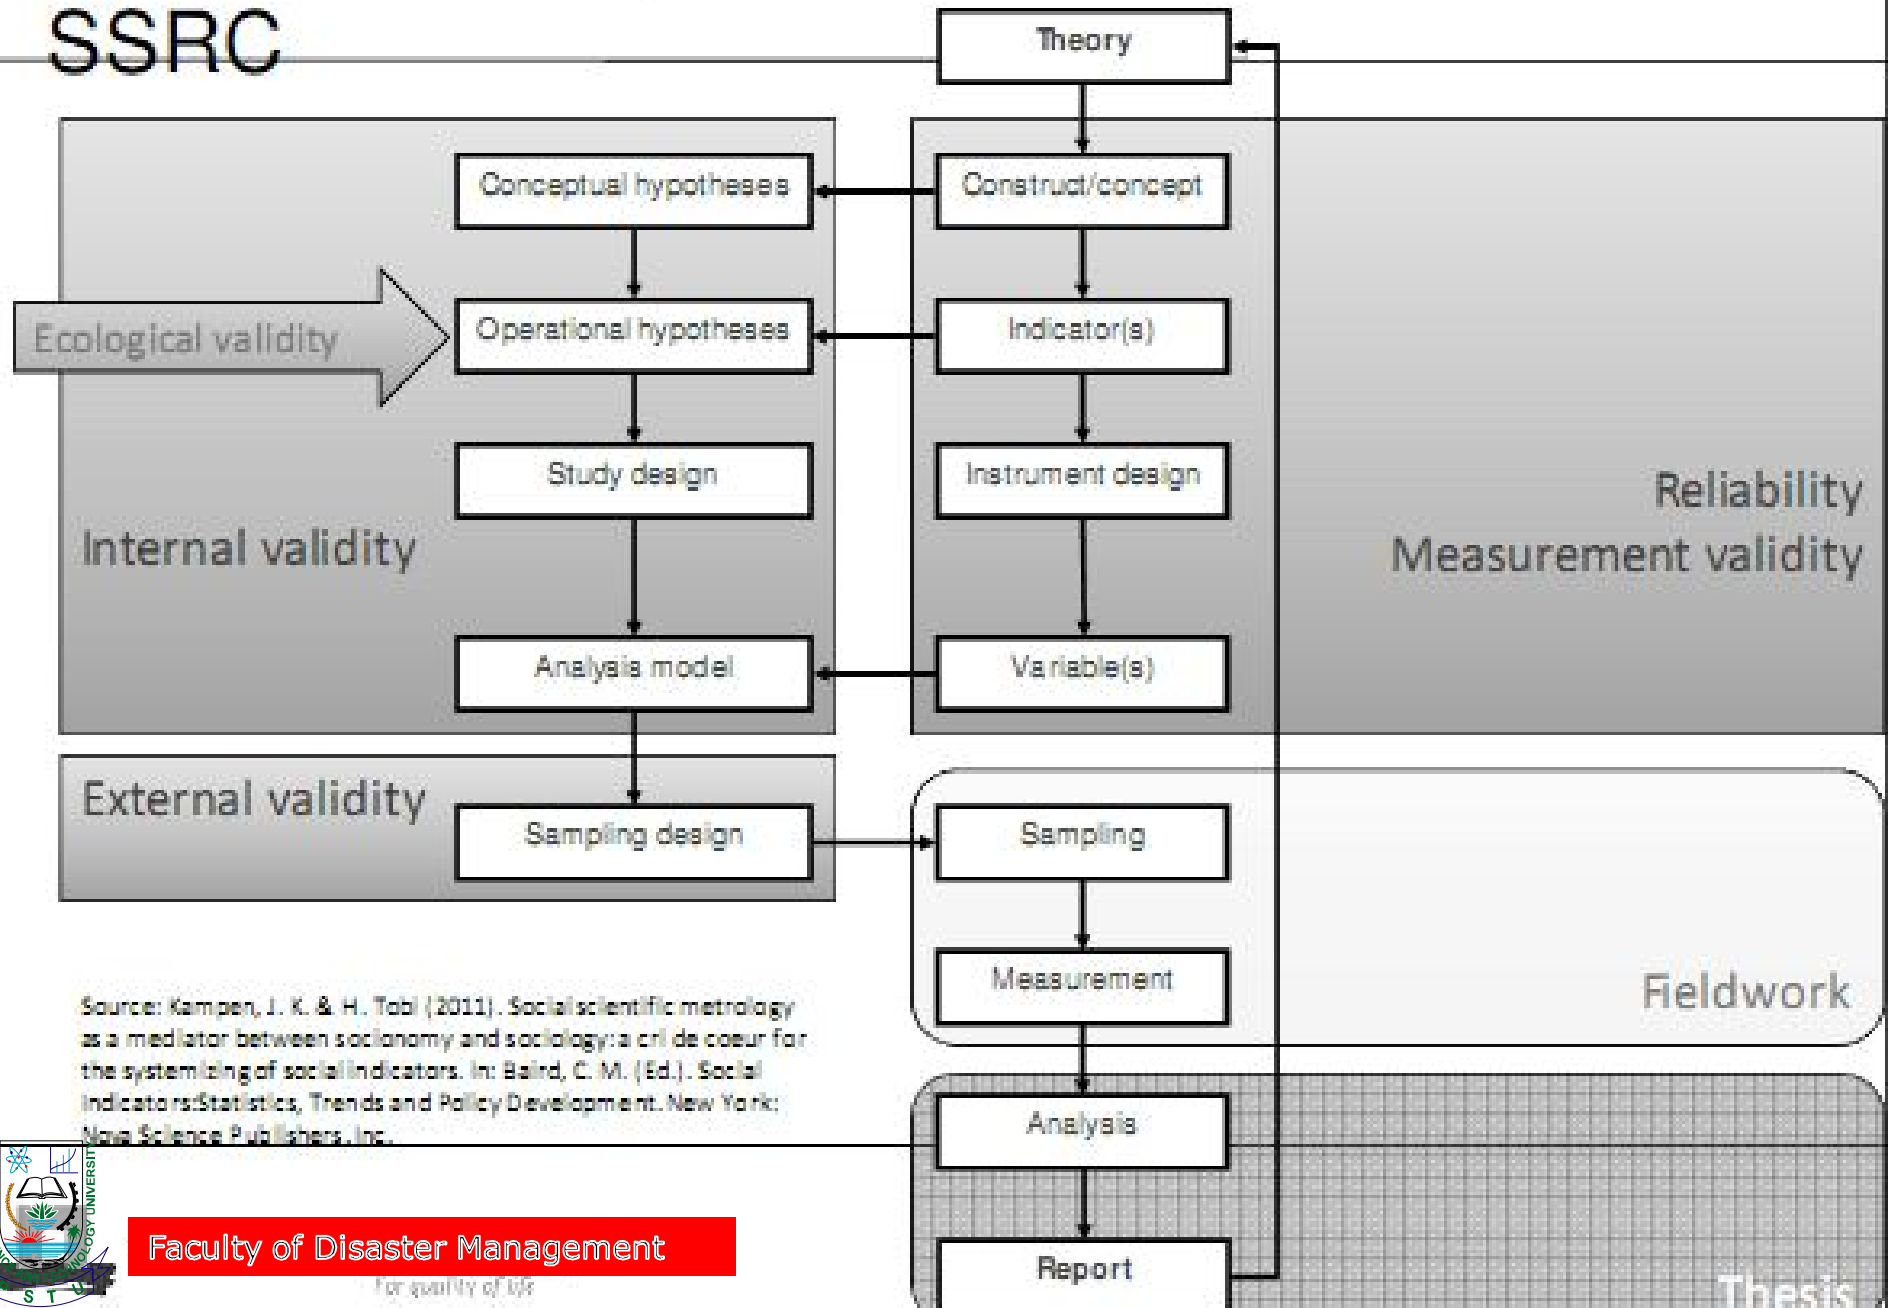 SSRC
Theory
Conceptual hypotheses
Construct/concept
Ecological validity
Operational hypotheses
Indicator(s)
Study design
Instrument design
Reliability
Internal validity
Measurement validity
Analysis model
Variable(s)
External validity
Sampling design
Sampling
Measurement
Fieldwork
Source: Kampen, J. K. & H. Tobi (2011). Social scientific metrology
as a mediator between socionomy and sociology: a cri de coeur for
the systemizing of social indicators. In: Baird, C. M. (Ed.). Social
Indicators:Statistics, Trends and Policy Development. New York:
Nova Science Publishers, Inc.
Analysis
Faculty of Disaster Management
For quality of life
Report
Thesis
TECHNOLOGY UNIVERSITY
S T U